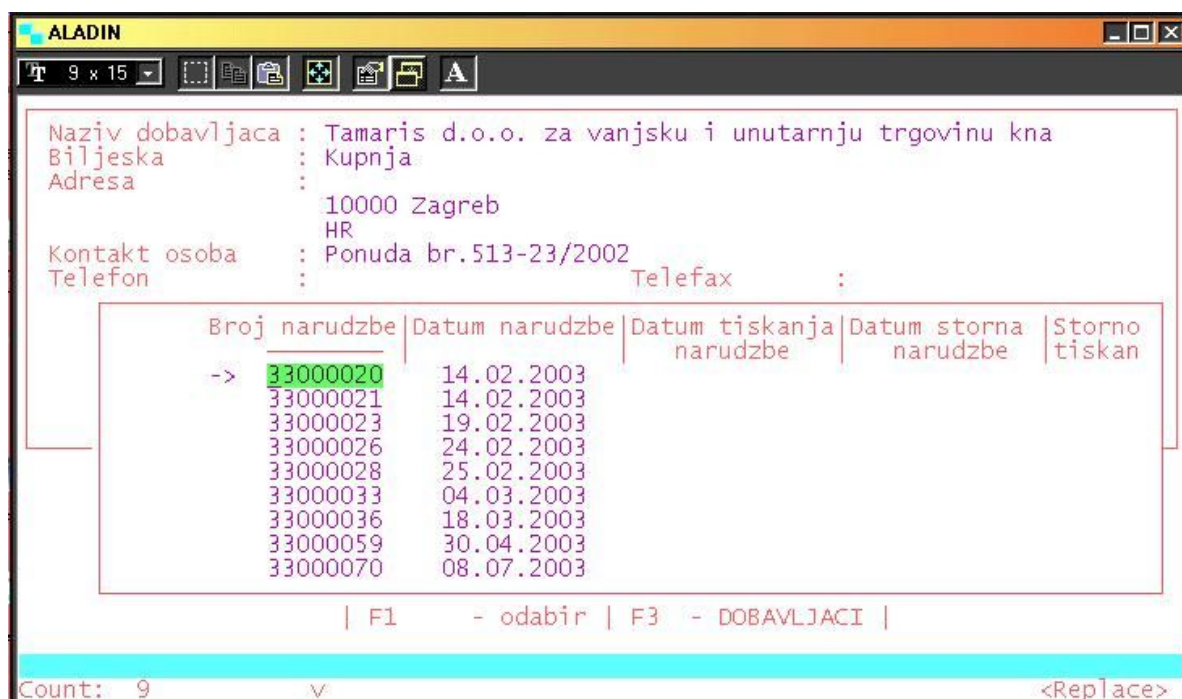 ALADIN
9 x 15
A
Naziv dobavljaca : Tamaris d.o.o. za vanjsku i unutarnju trgovinu kna
Biljeska : Kupnja
Adresa :
10000 Zagreb
HR
Kontakt osoba : Ponuda br.513-23/2002
Telefon : Telefax :
Broj narudzbe|Datum narudzbe|Datum tiskanja|Datum storna |Storno
| | narudzbe | narudzbe |tiskan
-> 33000020 14.02.2003
33000021 14.02.2003
33000023 19.02.2003
33000026 24.02.2003
33000028 25.02.2003
33000033 04.03.2003
33000036 18.03.2003
33000059 30.04.2003
33000070 08.07.2003
| F1 - odabir | F3 - DOBAVLJACI |
Count: 9 v <Replace>